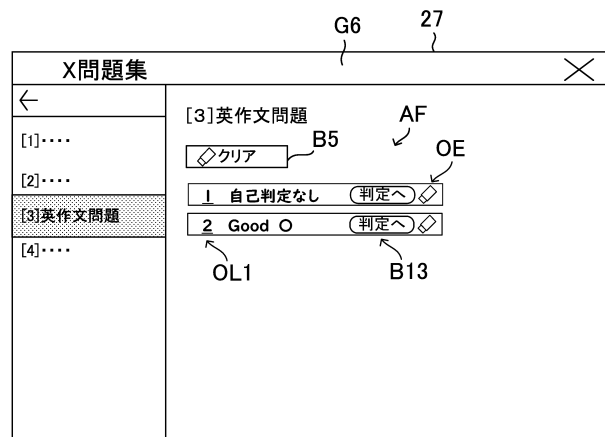 G6
27
X問題集
[1]····
[2]····
[3]英作文問題
[4]····
[3]英作文問題
AF
クリア
B5
OE
1 自己判定なし 判定へ
2 Good ○ 判定へ
OL1
B13